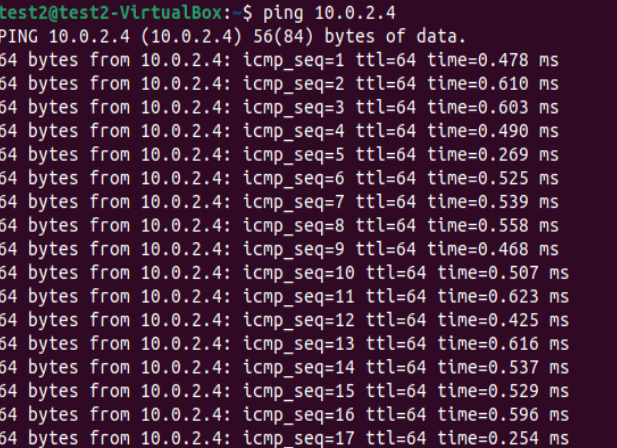 test2@test2-VirtualBox:~$ ping 10.0.2.4
PING 10.0.2.4 (10.0.2.4) 56(84) bytes of data.
64 bytes from 10.0.2.4: icmp_seq=1 ttl=64 time=0.478 ms
64 bytes from 10.0.2.4: icmp_seq=2 ttl=64 time=0.610 ms
64 bytes from 10.0.2.4: icmp_seq=3 ttl=64 time=0.603 ms
64 bytes from 10.0.2.4: icmp_seq=4 ttl=64 time=0.490 ms
64 bytes from 10.0.2.4: icmp_seq=5 ttl=64 time=0.269 ms
64 bytes from 10.0.2.4: icmp_seq=6 ttl=64 time=0.525 ms
64 bytes from 10.0.2.4: icmp_seq=7 ttl=64 time=0.539 ms
64 bytes from 10.0.2.4: icmp_seq=8 ttl=64 time=0.558 ms
64 bytes from 10.0.2.4: icmp_seq=9 ttl=64 time=0.468 ms
64 bytes from 10.0.2.4: icmp_seq=10 ttl=64 time=0.507 ms
64 bytes from 10.0.2.4: icmp_seq=11 ttl=64 time=0.623 ms
64 bytes from 10.0.2.4: icmp_seq=12 ttl=64 time=0.425 ms
64 bytes from 10.0.2.4: icmp_seq=13 ttl=64 time=0.616 ms
64 bytes from 10.0.2.4: icmp_seq=14 ttl=64 time=0.537 ms
64 bytes from 10.0.2.4: icmp_seq=15 ttl=64 time=0.529 ms
64 bytes from 10.0.2.4: icmp_seq=16 ttl=64 time=0.596 ms
64 bytes from 10.0.2.4: icmp_seq=17 ttl=64 time=0.254 ms